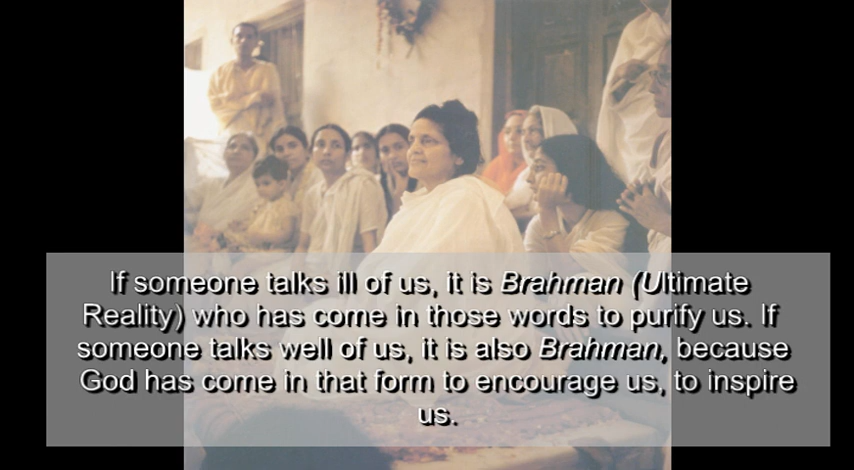 If someone talks ill of us, it is Brahman (Ultimate
Reality) who has come in those words to purify us. If
someone talks well of us, it is also Brahman, because
God has come in that form to encourage us, to inspire
us.